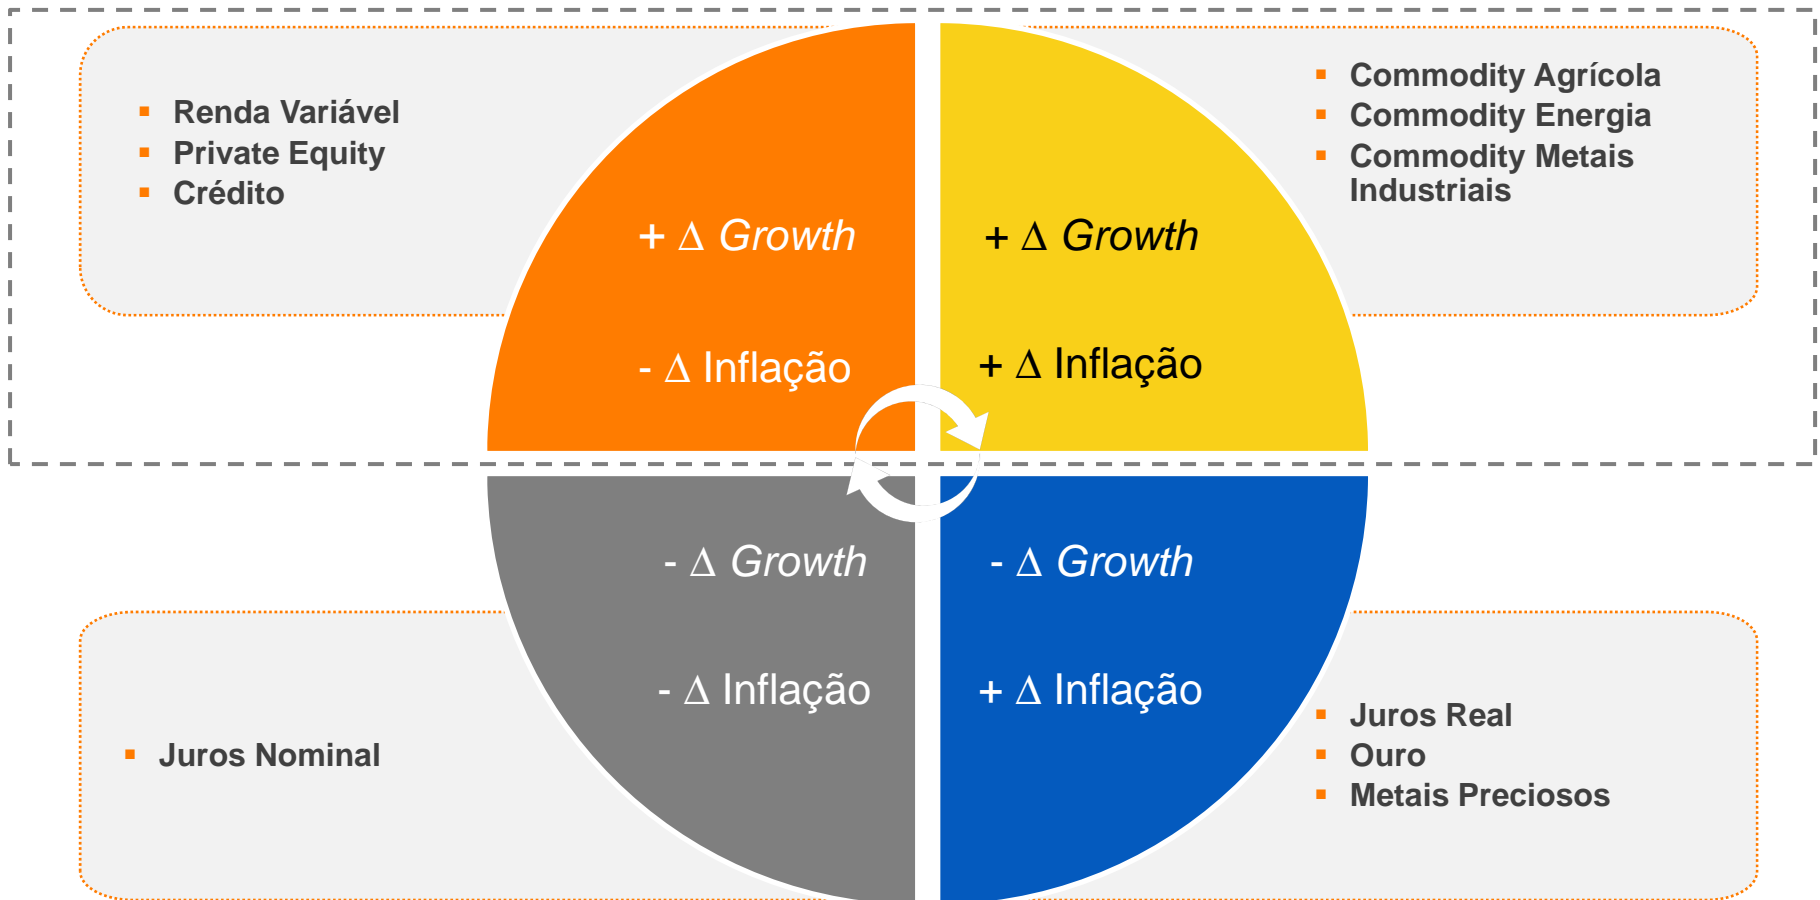 ▪ Renda Variável
▪ Private Equity
▪ Crédito
+ Δ Growth
- Δ Inflação
▪ Commodity Agrícola
▪ Commodity Energia
▪ Commodity Metais
Industriais
+ Δ Growth
+ Δ Inflação
▪ Juros Nominal
- Δ Growth
- Δ Inflação
- Δ Growth
+ Δ Inflação
▪ Juros Real
▪ Ouro
▪ Metais Preciosos